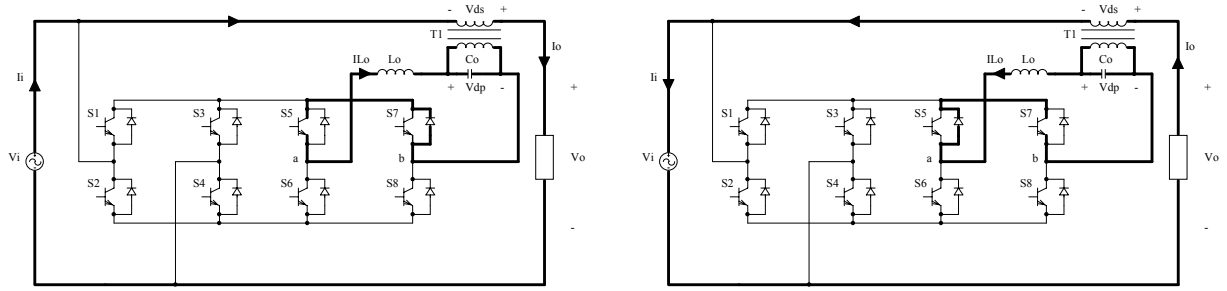 - Vds +
T1
Io
ILo Lo Co
Ii
+ Vdp -
+
S1 S3 S5 S7
Vi a b Vo
S2 S4 S6 S8
-
- Vds +
T1
Io
ILo Lo Co
Ii
+ Vdp -
+
S1 S3 S5 S7
Vi a b Vo
S2 S4 S6 S8
-